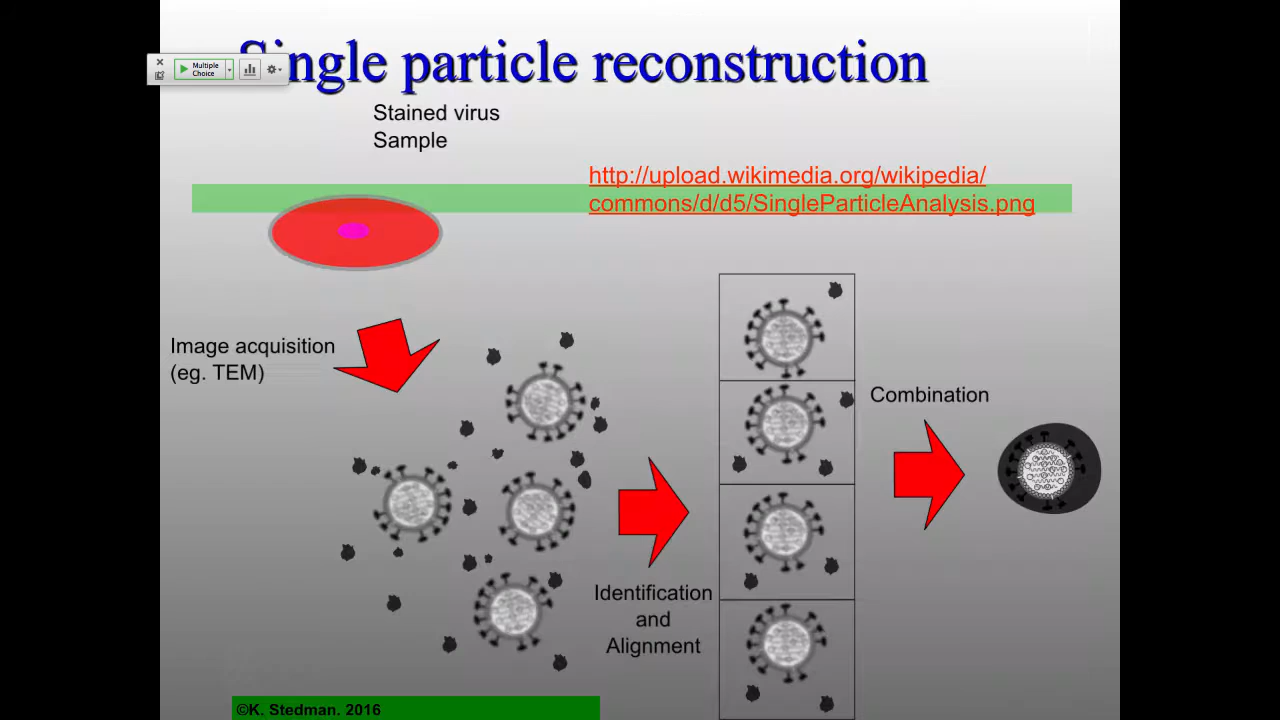 Single particle reconstruction
Multiple
Choice
Stained virus
Sample
http://upload.wikimedia.org/wikipedia/
commons/d/d5/SingleParticleAnalysis.png
Image acquisition
(eg. TEM)
Combination
Identification
and
Alignment
©K. Stedman. 2016